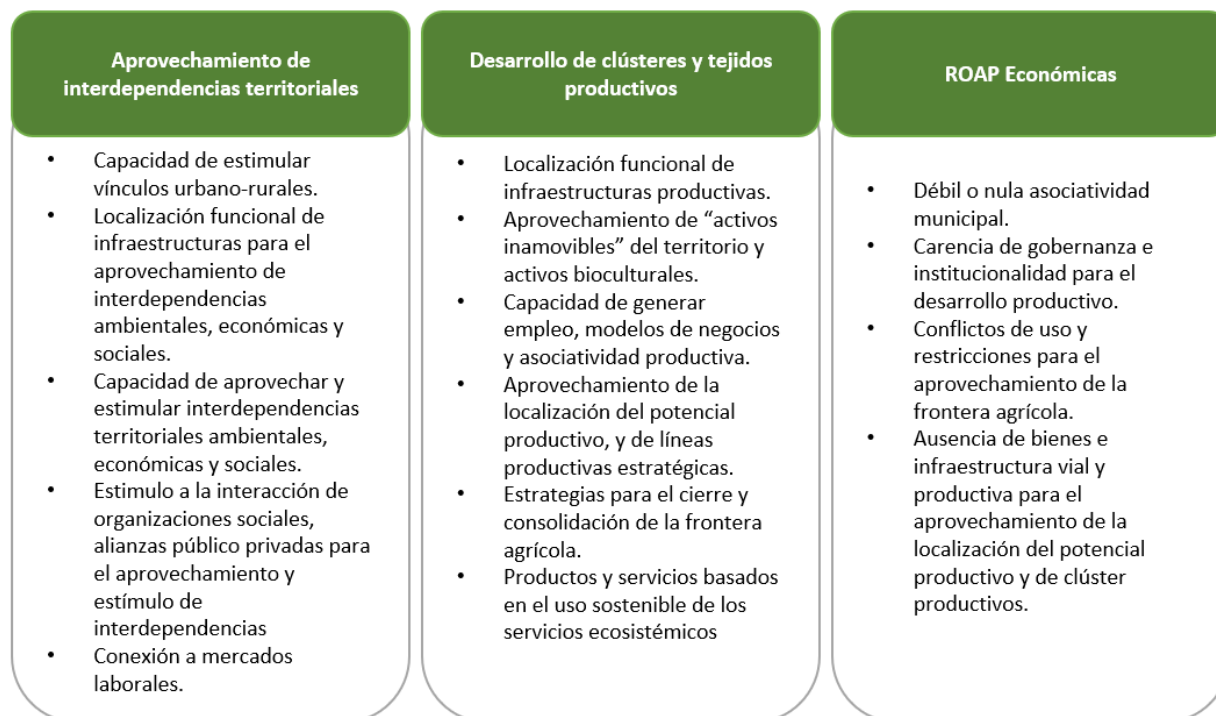 Aprovechamiento de
interdependencias territoriales
• Capacidad de estimular
vínculos urbano-rurales.
• Localización funcional de
infraestructuras para el
aprovechamiento de
interdependencias
ambientales, económicas y
sociales.
• Capacidad de aprovechar y
estimular interdependencias
territoriales ambientales,
económicas y sociales.
• Estimulo a la interacción de
organizaciones sociales,
alianzas público privadas para
el aprovechamiento y
estímulo de
interdependencias
• Conexión a mercados
laborales.
Desarrollo de clústeres y tejidos
productivos
• Localización funcional de
infraestructuras productivas.
• Aprovechamiento de “activos
inamovibles” del territorio y
activos bioculturales.
• Capacidad de generar
empleo, modelos de negocios
y asociatividad productiva.
• Aprovechamiento de la
localización del potencial
productivo, y de líneas
productivas estratégicas.
• Estrategias para el cierre y
consolidación de la frontera
agrícola.
• Productos y servicios basados
en el uso sostenible de los
servicios ecosistémicos
ROAP Económicas
• Débil o nula asociatividad
municipal.
• Carencia de gobernanza e
institucionalidad para el
desarrollo productivo.
• Conflictos de uso y
restricciones para el
aprovechamiento de la
frontera agrícola.
• Ausencia de bienes e
infraestructura vial y
productiva para el
aprovechamiento de la
localización del potencial
productivo y de clúster
productivos.